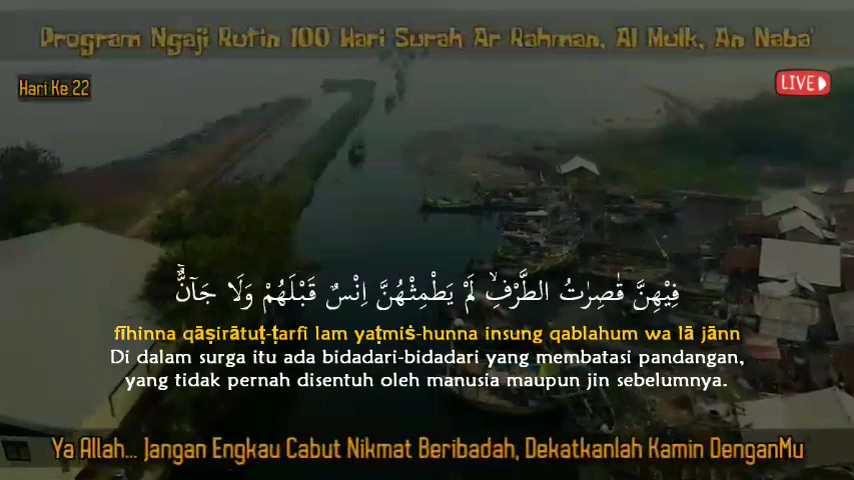 Program Ngaji Rutin 100 Hari Surah Ar Rahman, Al Mulk, An Naba'
Hari Ke 22
LIVE
فِيْهِنَّ قٰصِرٰتُ الطَّرْفِۙ لَمْ يَطْمِثْهُنَّ اِنْسٌ قَبْلَهُمْ وَلَا جَاۤنٌّۚ
fīhinna qāṣirātuṭ-ṭarfi lam yaṭmiṡ-hunna insung qablahum wa lā jānn
Di dalam surga itu ada bidadari-bidadari yang membatasi pandangan,
yang tidak pernah disentuh oleh manusia maupun jin sebelumnya.
Ya Allah... Jangan Engkau Cabut Nikmat Beribadah, Dekatkanlah Kamin DenganMu